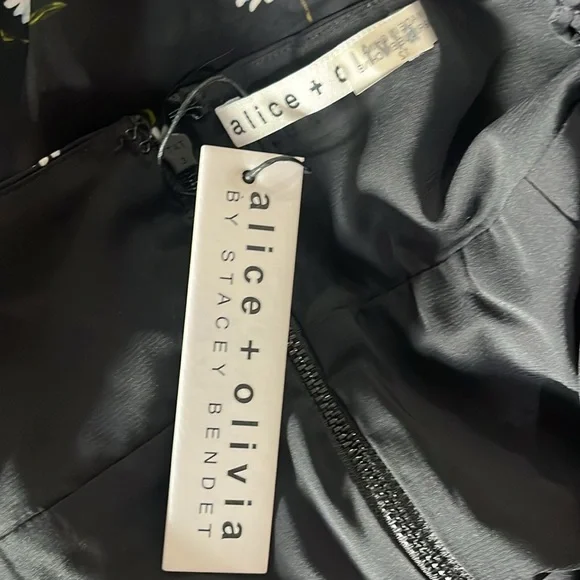 alice +
alice + olivia
BY STACEY BENDET